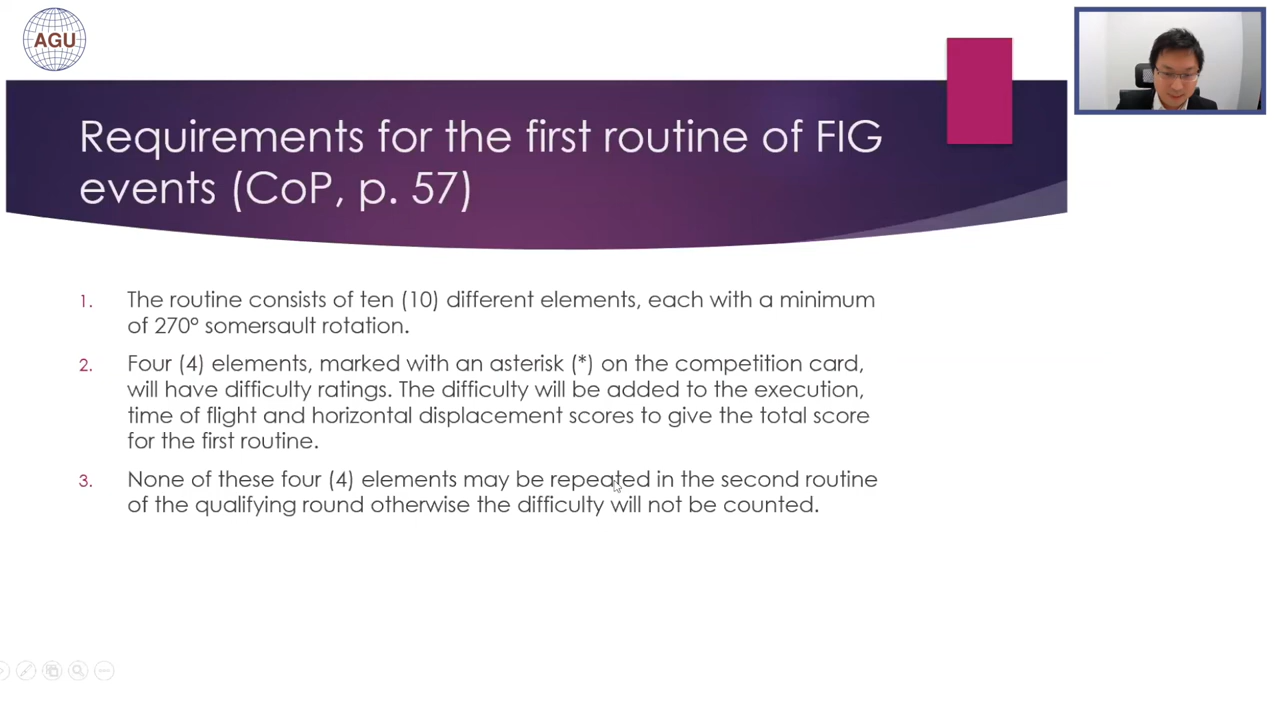 AGU
Requirements for the first routine of FIG
events (CoP, p. 57)
1. The routine consists of ten (10) different elements, each with a minimum
of 270° somersault rotation.
2. Four (4) elements, marked with an asterisk (*) on the competition card,
will have difficulty ratings. The difficulty will be added to the execution,
time of flight and horizontal displacement scores to give the total score
for the first routine.
3. None of these four (4) elements may be repeated in the second routine
of the qualifying round otherwise the difficulty will not be counted.